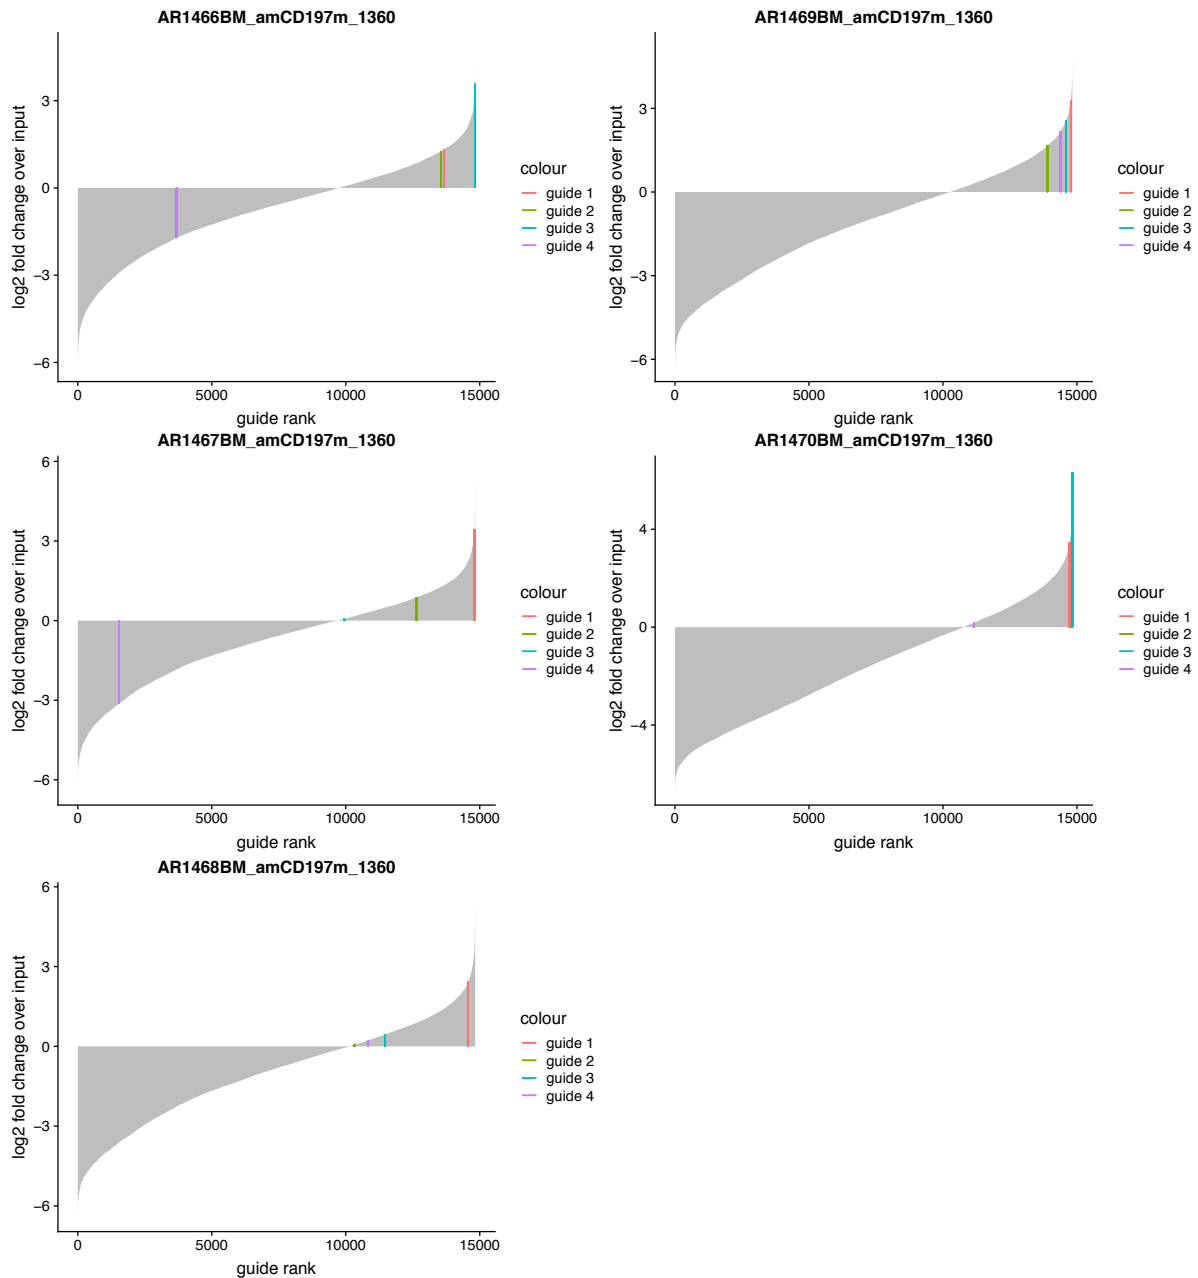 AR1466BM_amCD197m_1360
log2 fold change over input
3
0
−3
−6
0 5000 10000 15000
guide rank
colour
guide 1
guide 2
guide 3
guide 4
AR1469BM_amCD197m_1360
log2 fold change over input
3
0
−3
−6
0 5000 10000 15000
guide rank
colour
guide 1
guide 2
guide 3
guide 4
AR1467BM_amCD197m_1360
log2 fold change over input
6
3
0
−3
−6
0 5000 10000 15000
guide rank
colour
guide 1
guide 2
guide 3
guide 4
AR1470BM_amCD197m_1360
log2 fold change over input
4
0
−4
0 5000 10000 15000
guide rank
colour
guide 1
guide 2
guide 3
guide 4
AR1468BM_amCD197m_1360
log2 fold change over input
6
3
0
−3
−6
0 5000 10000 15000
guide rank
colour
guide 1
guide 2
guide 3
guide 4